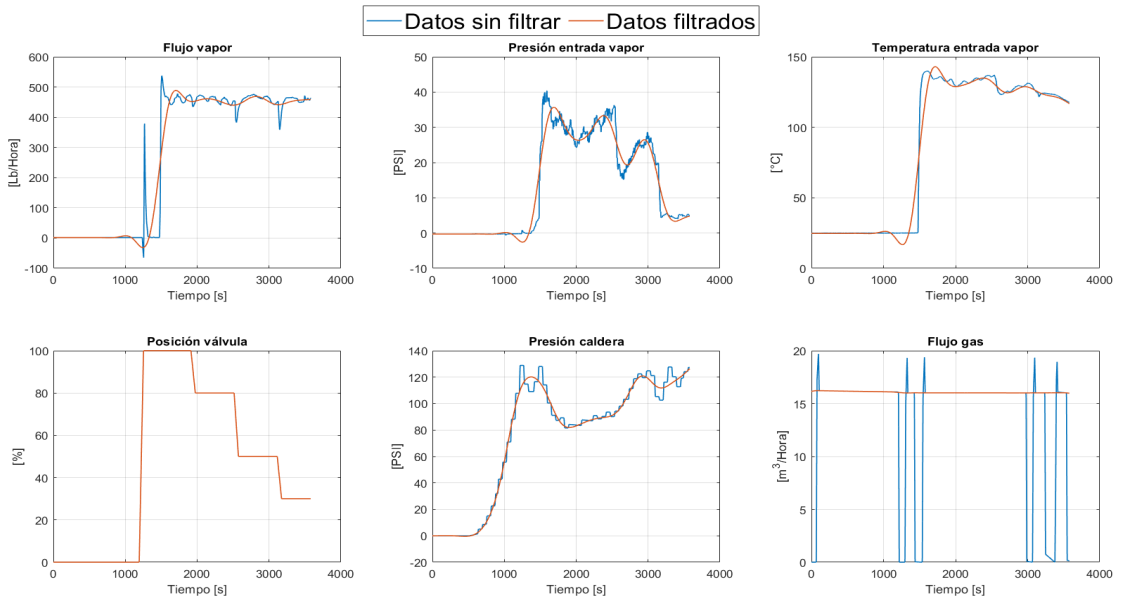 Datos sin filtrar Datos filtrados
Flujo vapor
[Lb/Hora]
600
500
400
300
200
100
0
-100
0 1000 2000 3000 4000
Tiempo [s]
Presión entrada vapor
[PSI]
50
40
30
20
10
0
-10
0 1000 2000 3000 4000
Tiempo [s]
Temperatura entrada vapor
[°C]
150
100
50
0
0 1000 2000 3000 4000
Tiempo [s]
Posición válvula
[%]
100
80
60
40
20
0
0 1000 2000 3000 4000
Tiempo [s]
Presión caldera
[PSI]
140
120
100
80
60
40
20
0
-20
0 1000 2000 3000 4000
Tiempo [s]
Flujo gas
[m³/Hora]
20
15
10
5
0
0 1000 2000 3000 4000
Tiempo [s]